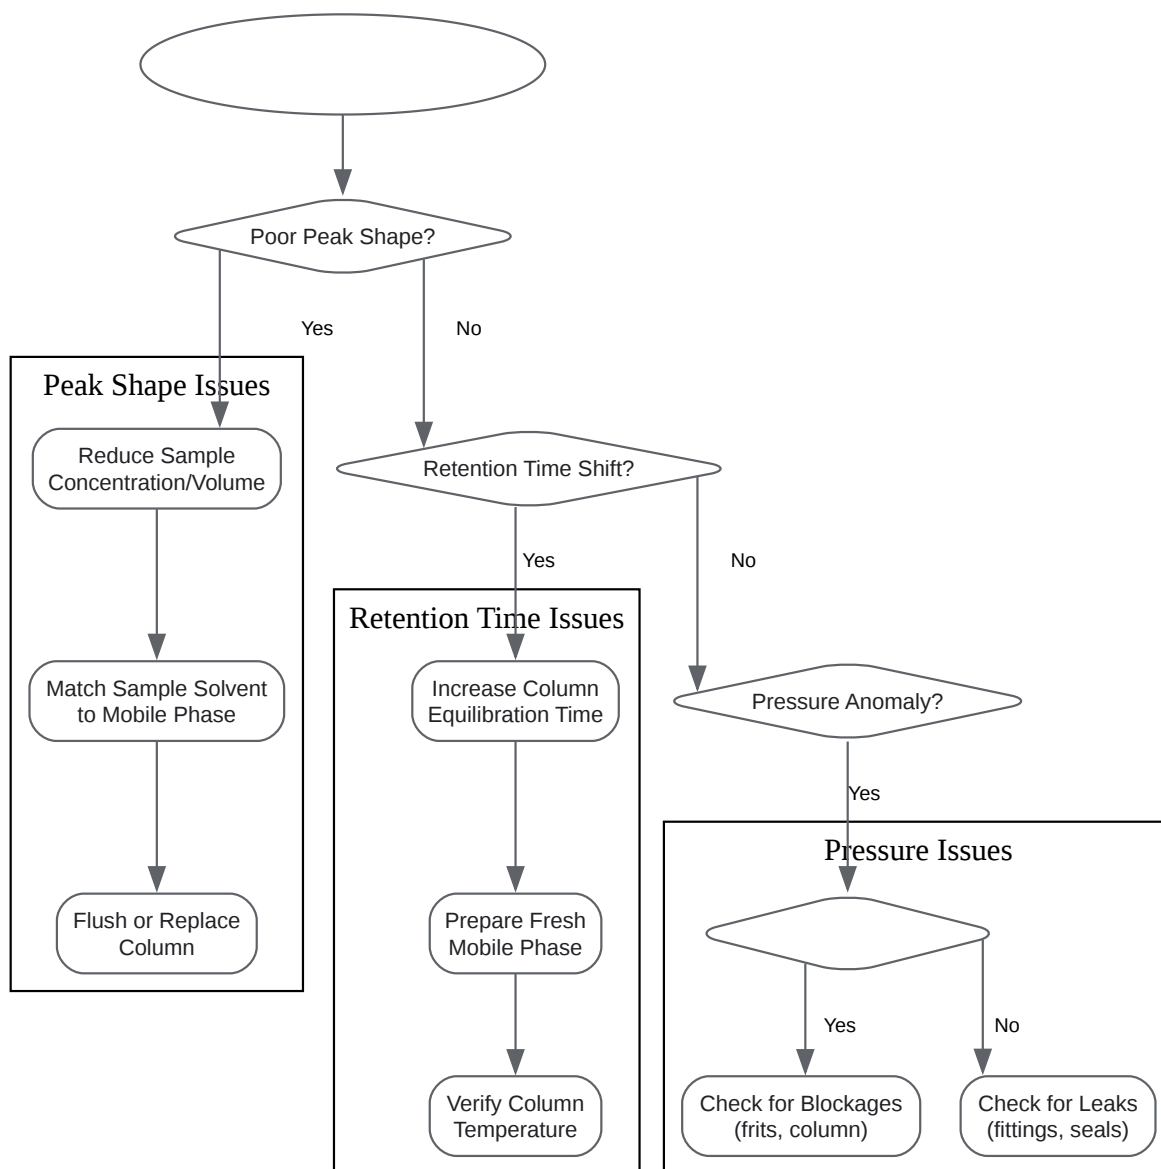 Poor Peak Shape?
Yes
No
Peak Shape Issues
Reduce Sample
Concentration/Volume
Retention Time Shift?
Yes
No
Retention Time Issues
Match Sample Solvent
to Mobile Phase
Increase Column
Equilibration Time
Pressure Anomaly?
Yes
Pressure Issues
Flush or Replace
Column
Prepare Fresh
Mobile Phase
Yes
No
Verify Column
Temperature
Check for Blockages
(frits, column)
Check for Leaks
(fittings, seals)